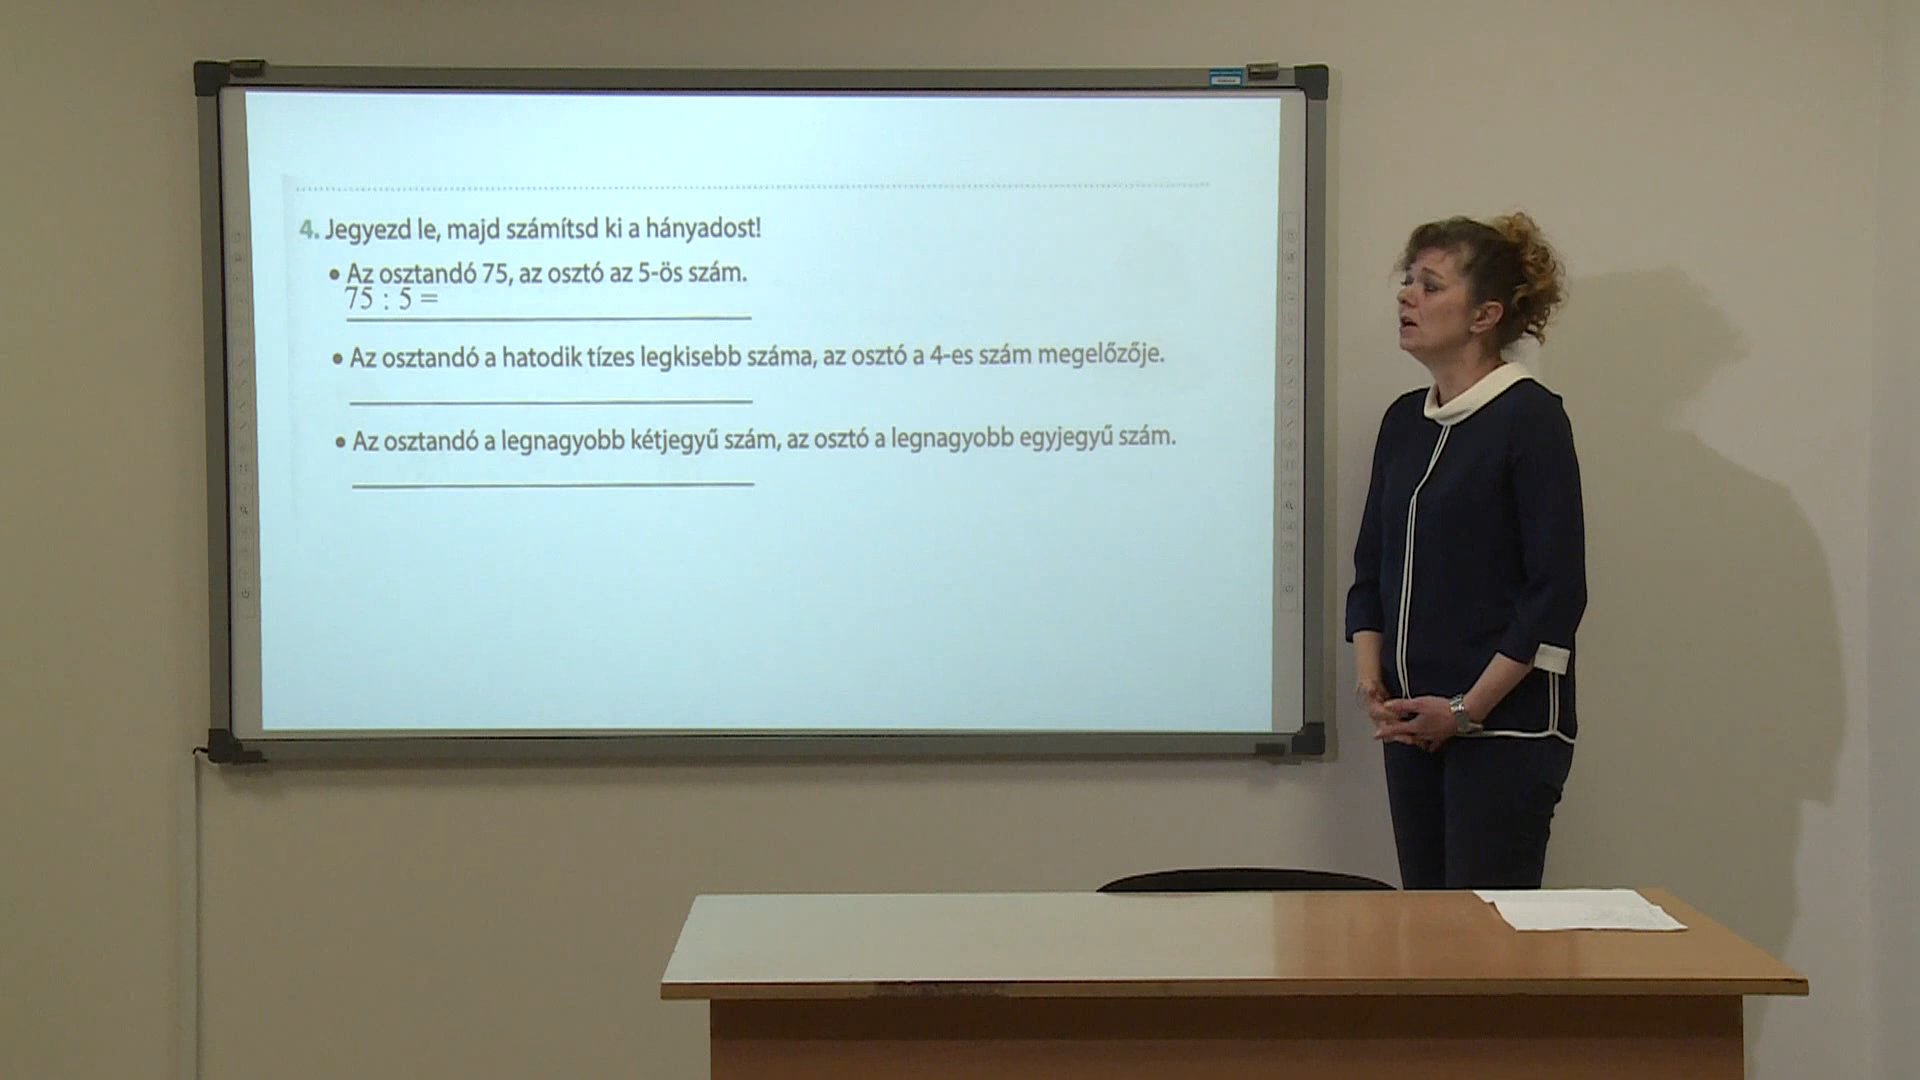 4. Jegyezd le, majd számítsd ki a hányadost!
• Az osztandó 75, az osztó az 5-ös szám.
75 : 5 =
• Az osztandó a hatodik tízes legkisebb száma, az osztó a 4-es szám megelőzője.
• Az osztandó a legnagyobb kétjegyű szám, az osztó a legnagyobb egyjegyű szám.